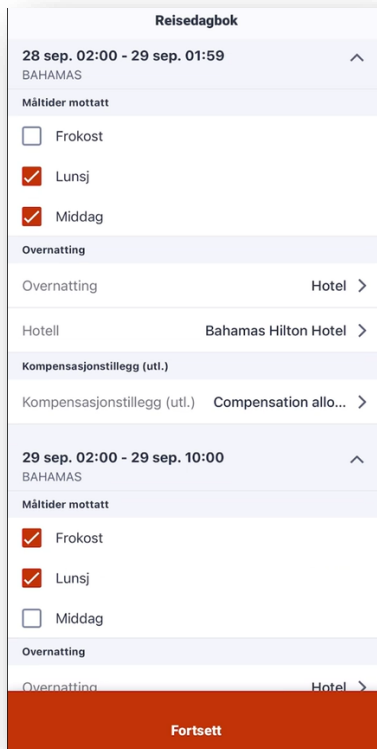 Reisedagbok
28 sep. 02:00 - 29 sep. 01:59
BAHAMAS
Måltider mottatt
Frokost
Lunsj
Middag
Overnatting
Overnatting Hotel
Hotell Bahamas Hilton Hotel
Kompensasjonstillegg (utl.)
Kompensasjonstillegg (utl.) Compensation allo...
29 sep. 02:00 - 29 sep. 10:00
BAHAMAS
Måltider mottatt
Frokost
Lunsj
Middag
Overnatting
Overnatting Hotel
Fortsett